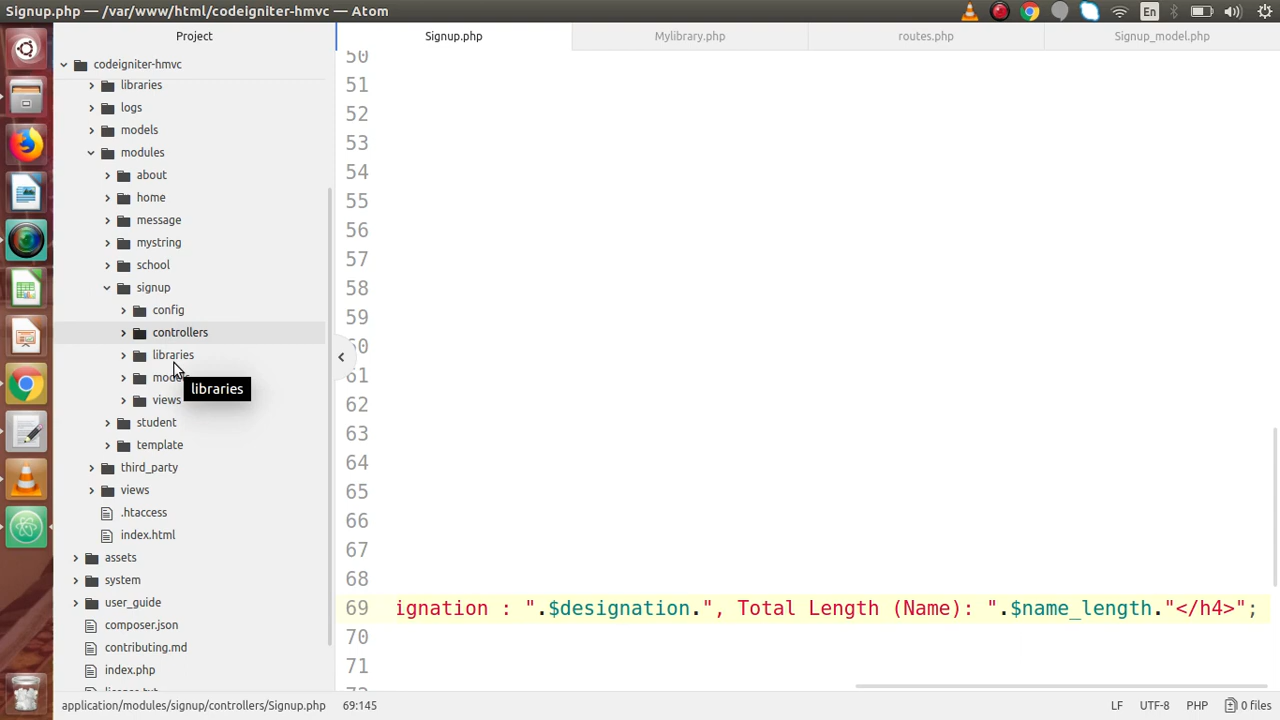 Signup.php — /var/www/html/codeigniter-hmvc — Atom
En
Project
Signup.php
Mylibrary.php
routes.php
Signup_model.php
codeigniter-hmvc
libraries
logs
models
modules
about
home
message
mystring
school
signup
config
controllers
libraries
libraries
views
student
template
third_party
views
.htaccess
index.html
assets
system
user_guide
composer.json
contributing.md
index.php
50
51
52
53
54
55
56
57
58
59
60
61
62
63
64
65
66
67
68
69 ignation : ".$designation.", Total Length (Name): ".$name_length."</h4>";
70
71
application/modules/signup/controllers/Signup.php
69:145
LF
UTF-8
PHP
0 files